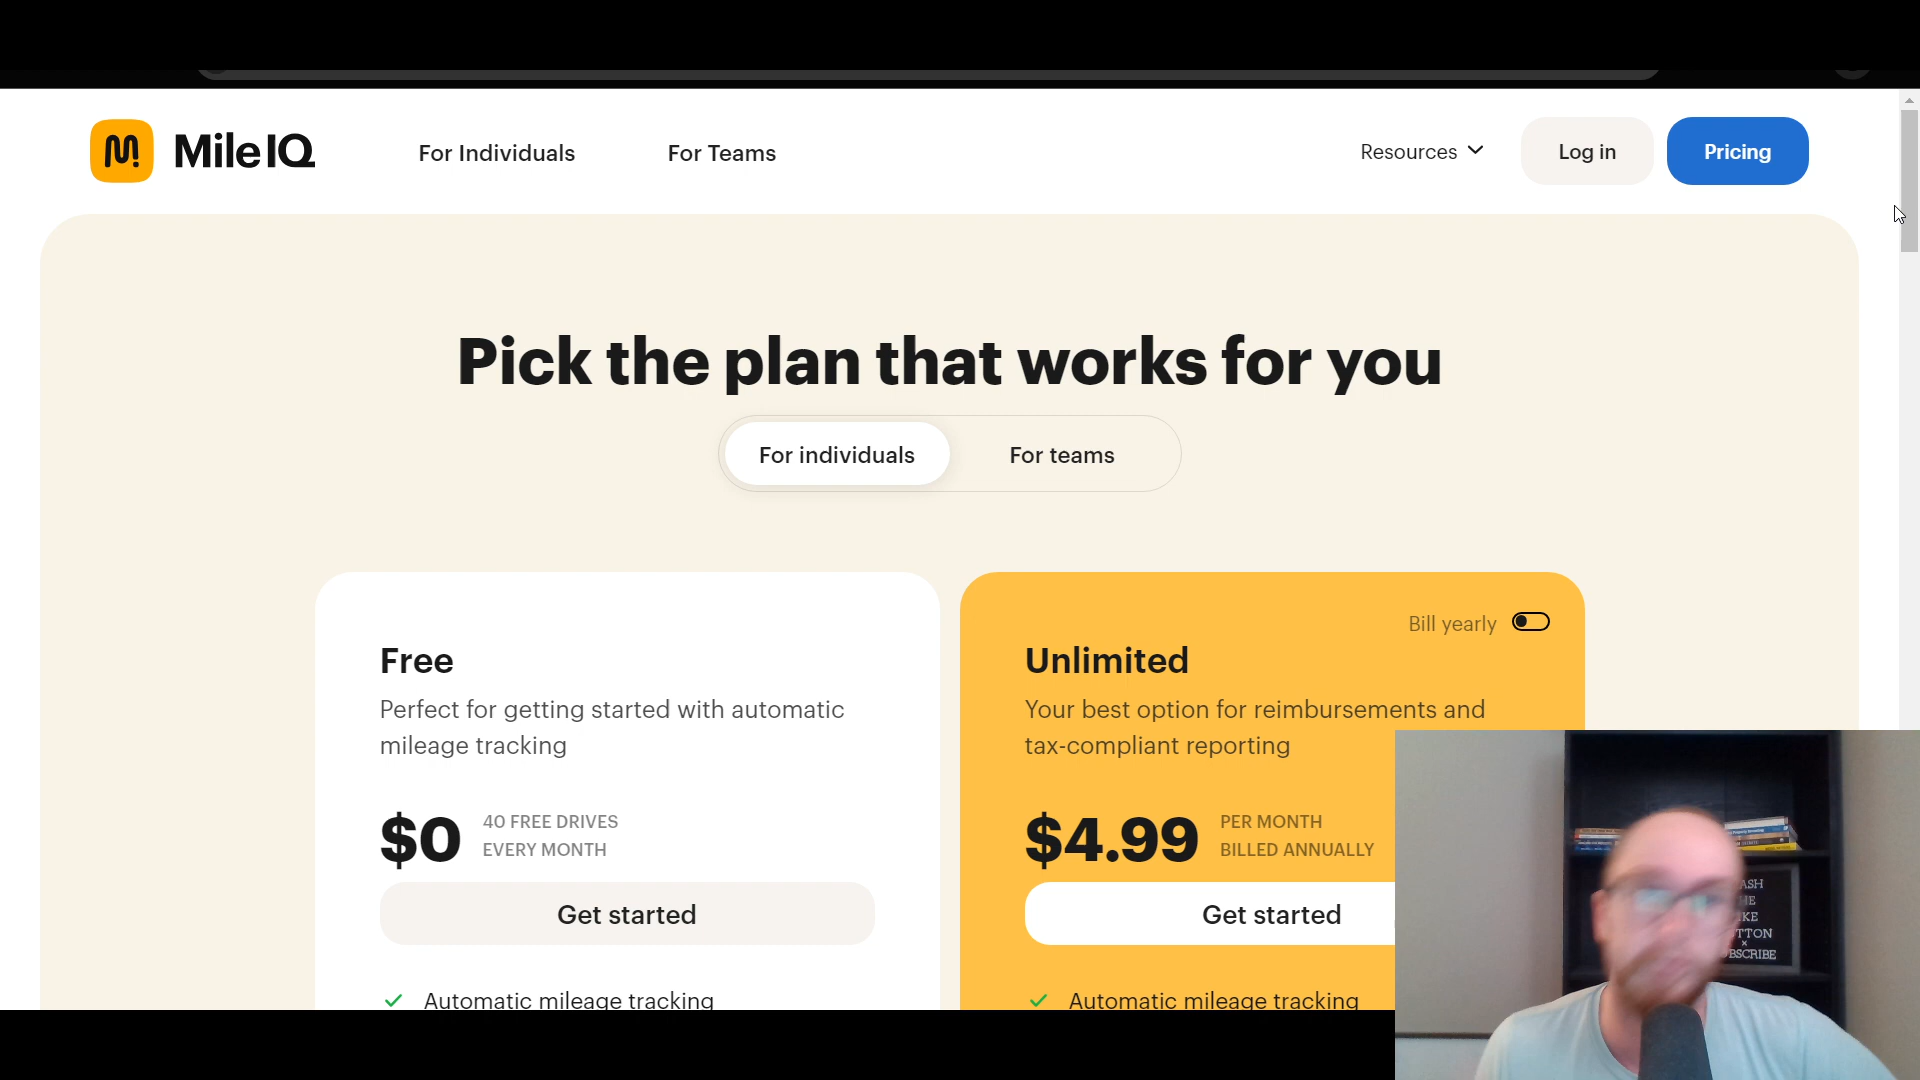 MileIQ
For Individuals
For Teams
Resources
Log in
Pricing
Pick the plan that works for you
For individuals
For teams
Free
Perfect for getting started with automatic
mileage tracking
$0
40 FREE DRIVES
EVERY MONTH
Get started
Automatic mileage tracking
Bill yearly
Unlimited
Your best option for reimbursements and
tax-compliant reporting
$4.99
PER MONTH
BILLED ANNUALLY
Get started
Automatic mileage tracking